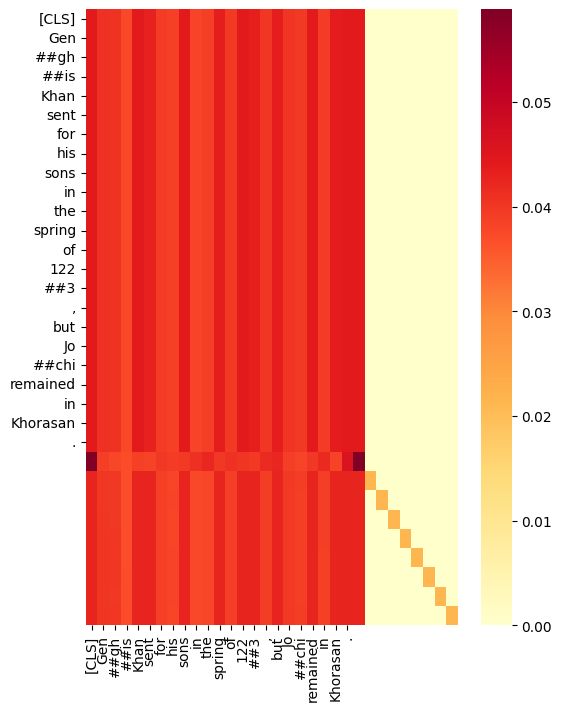 [CLS]
Gen
##gh
##is
Khan
sent
for
his
sons
in
the
spring
of
122
##3
,
but
Jo
##chi
remained
in
Khorasan
.
0.05
0.04
0.03
0.02
0.01
0.00
[CLS]
Gen
##gh
##is
Khan
sent
for
his
sons
in
the
spring
of
122
##3
,
but
Jo
##chi
remained
in
Khorasan
.